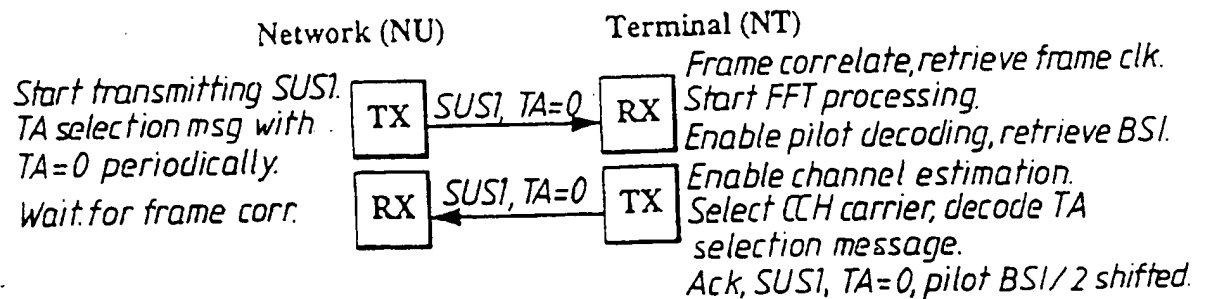 Network (NU)
Terminal (NT)
Start transmitting SUS1.
TA selection msg with
TA=0 periodically.
Wait.for frame corr.
TX
SUS1, TA=0
RX
RX
SUS1, TA=0
TX
Frame correlate,retrieve frame clk.
Start FFT processing.
Enable pilot decoding, retrieve BSI.
Enable channel estimation.
Select CCH carrier, decode TA
selection message.
Ack, SUS1, TA=0, pilot BSI/2 shifted.